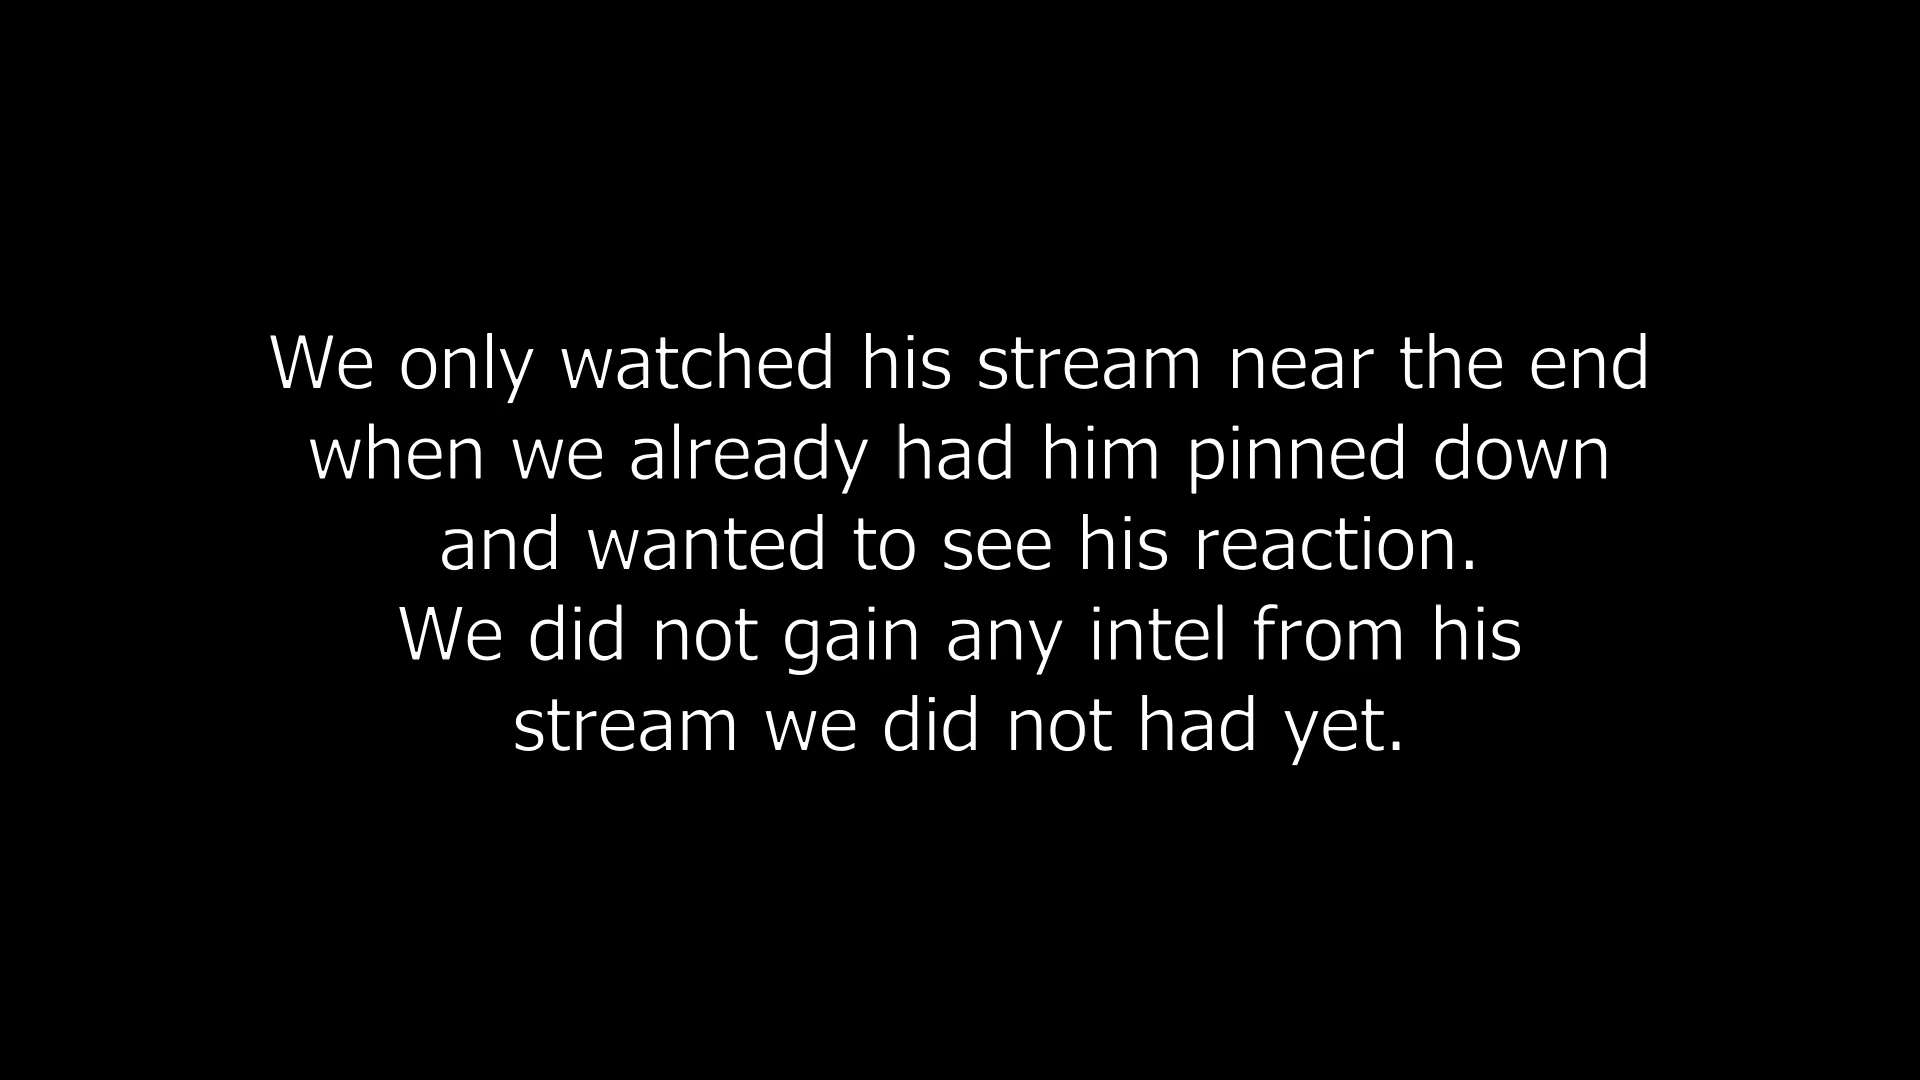 We only watched his stream near the end
when we already had him pinned down
and wanted to see his reaction.
We did not gain any intel from his
stream we did not had yet.